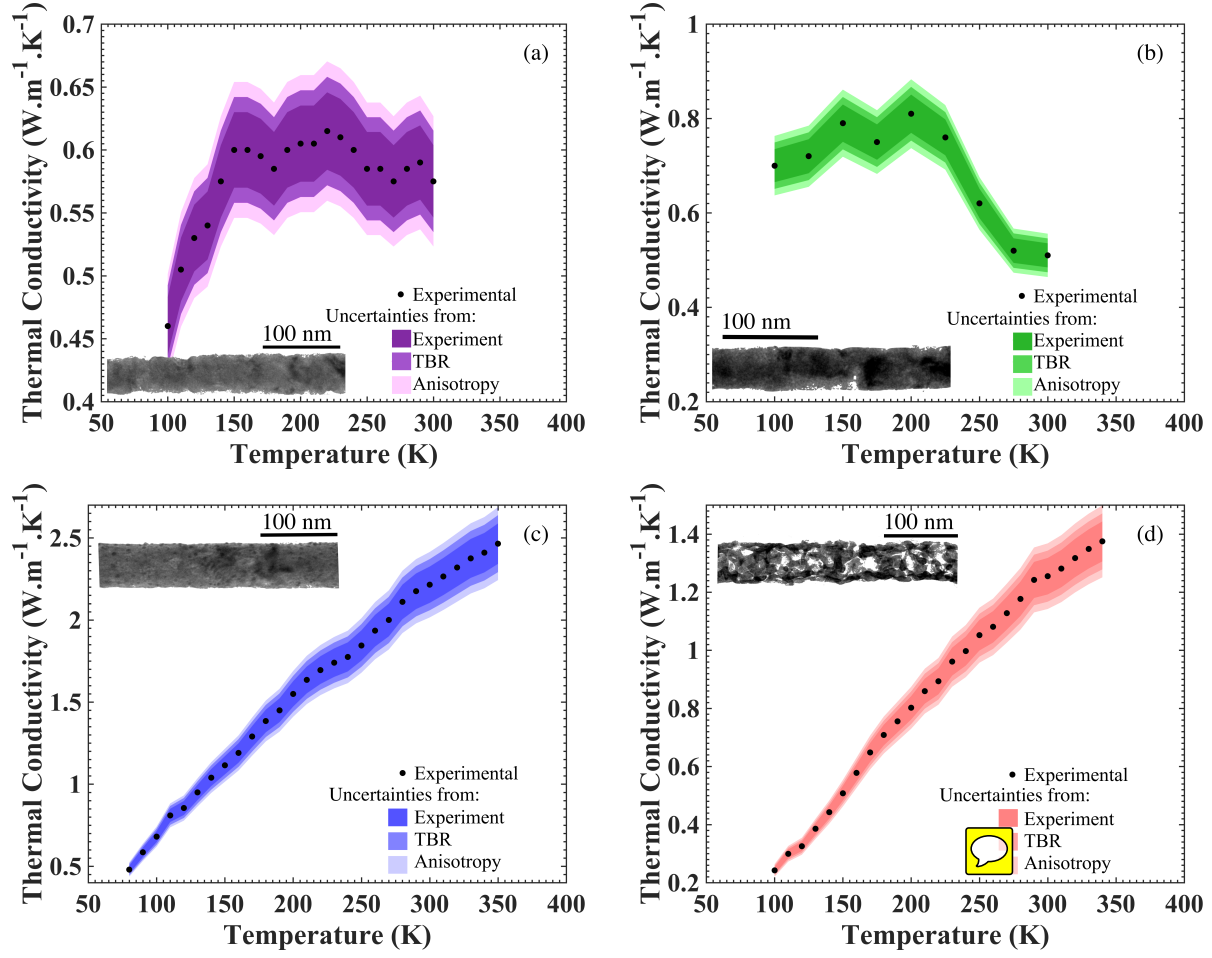 Thermal Conductivity (W.m⁻¹.K⁻¹)
0.7
0.65
0.6
0.55
0.5
0.45
0.4
(a)
Experimental
Uncertainties from:
Experiment
TBR
Anisotropy
100 nm
50 100 150 200 250 300 350 400
Temperature (K)
Thermal Conductivity (W.m⁻¹.K⁻¹)
1
0.8
0.6
0.4
0.2
(b)
Experimental
Uncertainties from:
Experiment
TBR
Anisotropy
100 nm
50 100 150 200 250 300 350 400
Temperature (K)
Thermal Conductivity (W.m⁻¹.K⁻¹)
2.5
2
1.5
1
0.5
100 nm
(c)
Experimental
Uncertainties from:
Experiment
TBR
Anisotropy
50 100 150 200 250 300 350 400
Temperature (K)
Thermal Conductivity (W.m⁻¹.K⁻¹)
1.4
1.2
1
0.8
0.6
0.4
0.2
100 nm
(d)
Experimental
Uncertainties from:
Experiment
TBR
Anisotropy
50 100 150 200 250 300 350 400
Temperature (K)